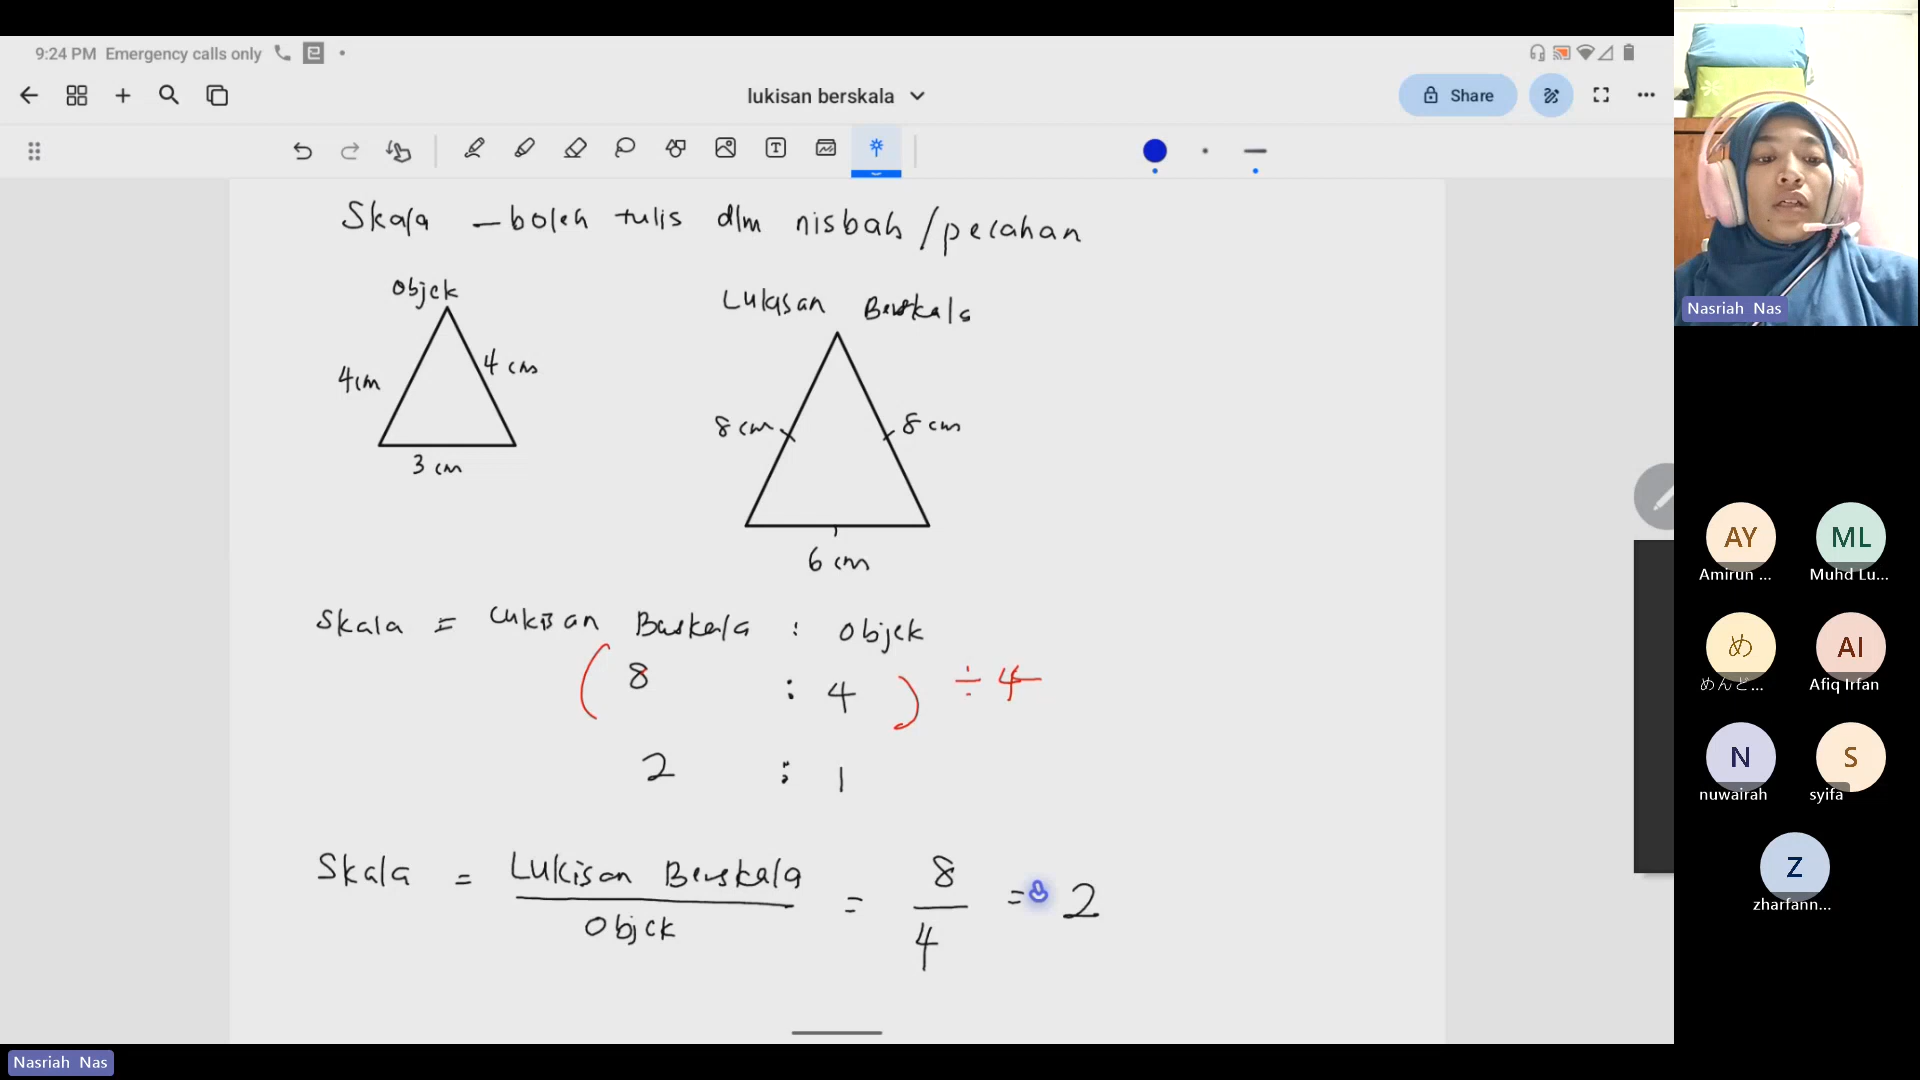 9:24 PM Emergency calls only
lukisan berskala
Share
Skala – boleh tulis dlm nisbah / pecahan
Objek
Lukisan Berskala
4cm
4 cm
3 cm
8 cm
8 cm
6 cm
Skala = Lukisan Berskala : objek
( 8 : 4 ) ÷ 4
2 : 1
Skala = Lukisan Berskala / Objek = 8 / 4 = 2
Nasriah Nas
AY
Amirun ...
ML
Muhd Lu...
め
めんど...
AI
Afiq Irfan
N
nuwairah
S
syifa
Z
zharfann...
Nasriah Nas